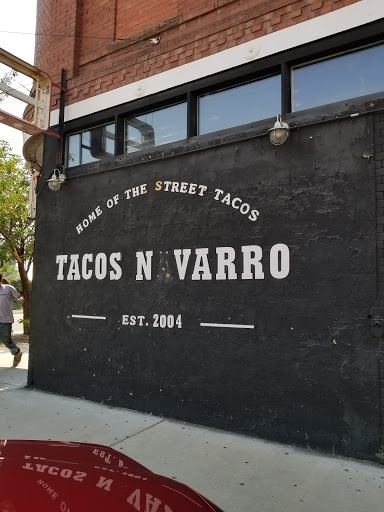 HOME OF THE STREET TACOS
TACOS N VARRO
EST. 2004